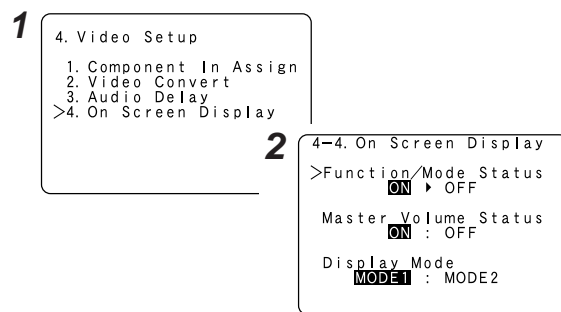 1
4. Video Setup
1. Component In Assign
2. Video Convert
3. Audio Delay
>4. On Screen Display
2
4-4. On Screen Display
>Function/Mode Status
ON ▸ OFF
Master Volume Status
ON : OFF
Display Mode
MODE1 : MODE2